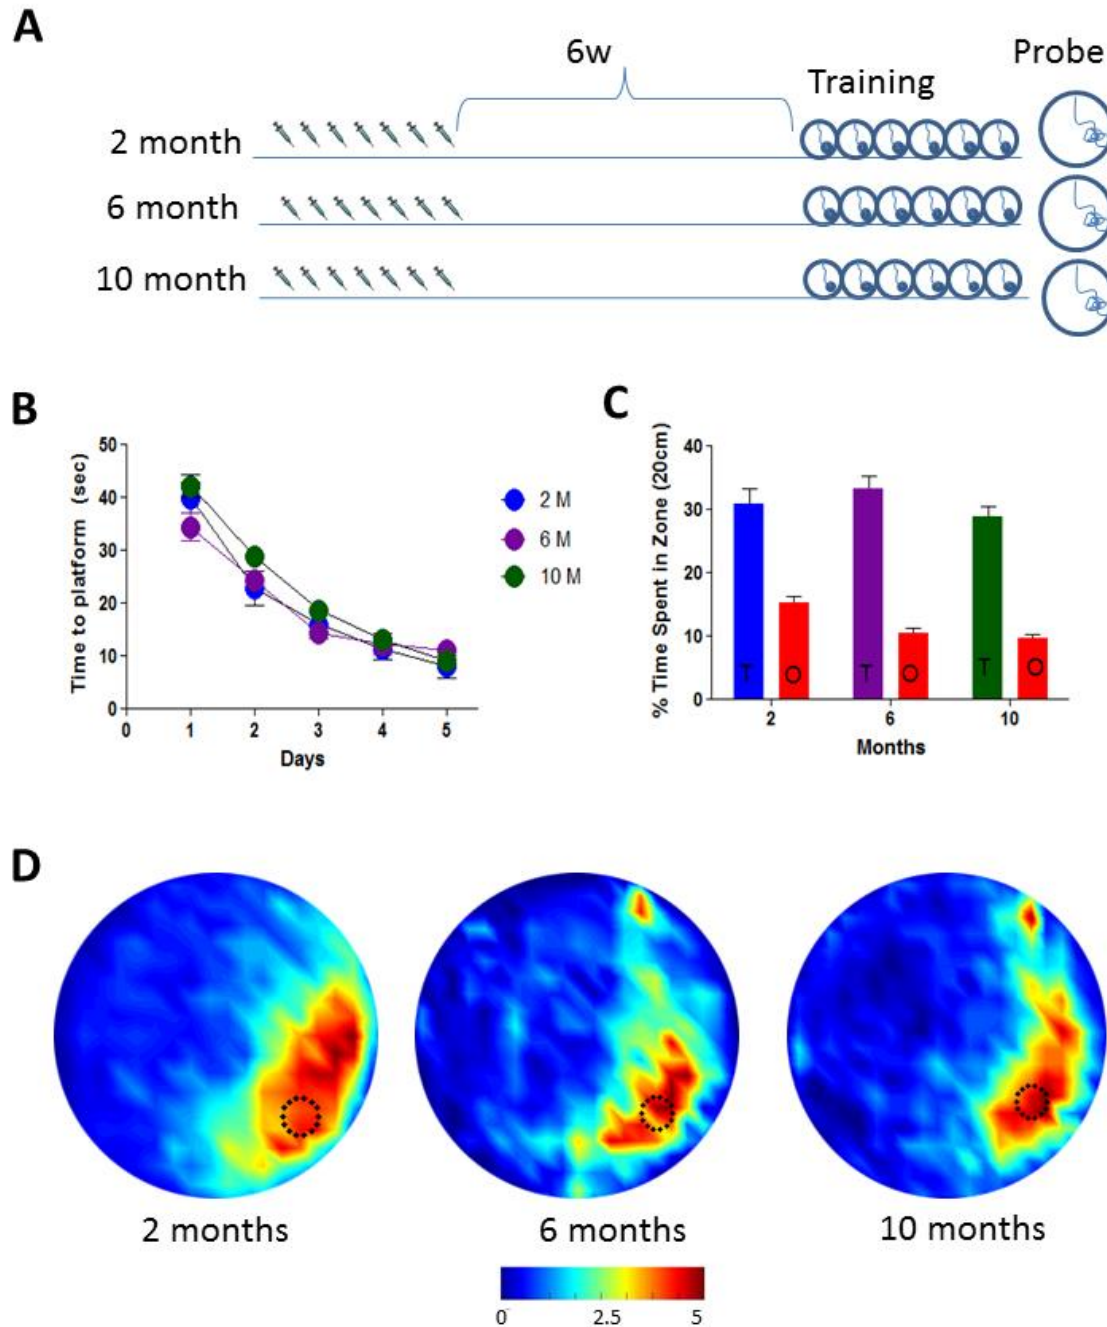 A
6w
Probe
Training
2 month
6 month
10 month
B
Time to platform (sec)
50
40
30
20
10
0
0 1 2 3 4 5
Days
2 M
6 M
10 M
C
% Time Spent in Zone (20cm)
40
30
20
10
0
T O T O T O
2 6 10
Months
D
2 months 6 months 10 months
0 2.5 5